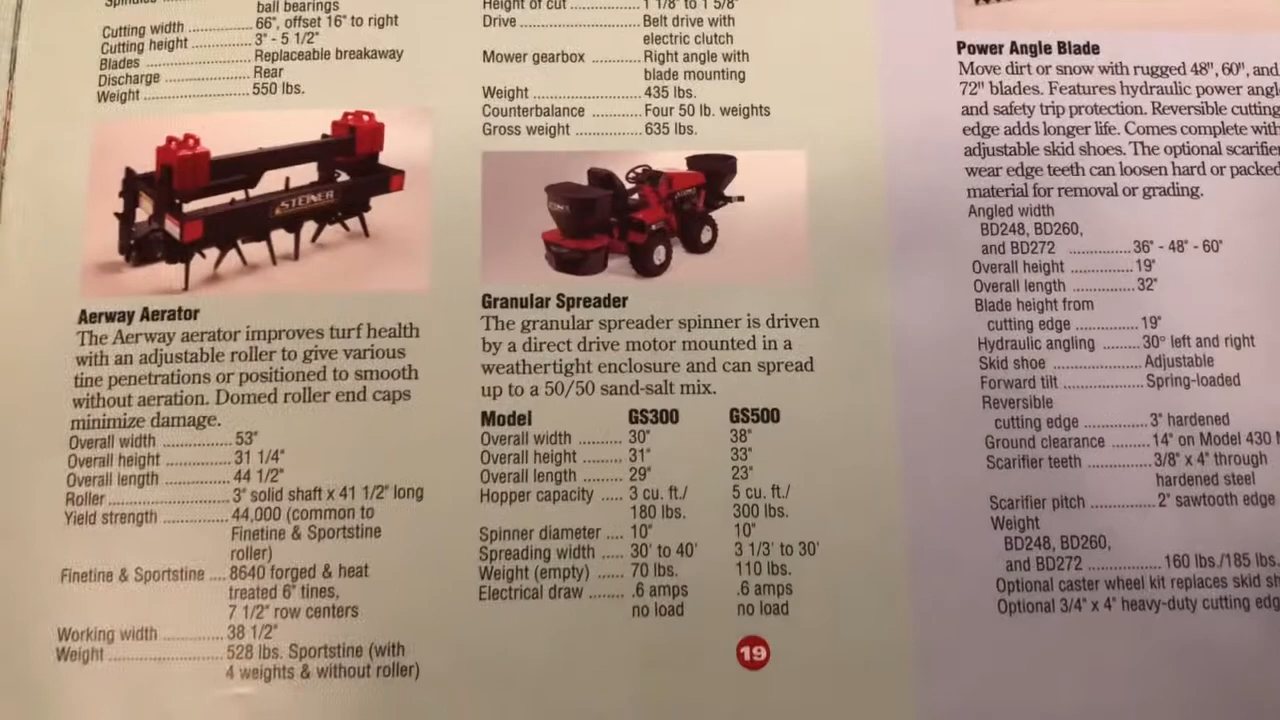 ball bearings
Cutting width ................ 66", offset 16" to right
Cutting height ............... 3" - 5 1/2"
Blades ......................... Replaceable breakaway
Discharge .................... Rear
Weight ......................... 550 lbs.
STEINER
Aerway Aerator
The Aerway aerator improves turf health
with an adjustable roller to give various
tine penetrations or positioned to smooth
without aeration. Domed roller end caps
minimize damage.
Overall width ............... 53"
Overall height .............. 31 1/4"
Overall length .............. 44 1/2"
Roller ........................... 3" solid shaft x 41 1/2" long
Yield strength .............. 44,000 (common to
Finetine & Sportstine
roller)
Finetine & Sportstine .... 8640 forged & heat
treated 6" tines,
7 1/2" row centers
Working width ............. 38 1/2"
Weight ......................... 528 lbs. Sportstine (with
4 weights & without roller)
Height of cut ................ 1 1/8" to 1 5/8"
Drive ............................ Belt drive with
electric clutch
Mower gearbox ........... Right angle with
blade mounting
Weight ......................... 435 lbs.
Counterbalance ........... Four 50 lb. weights
Gross weight ............... 635 lbs.
Granular Spreader
The granular spreader spinner is driven
by a direct drive motor mounted in a
weathertight enclosure and can spread
up to a 50/50 sand-salt mix.
Model GS300 GS500
Overall width .......... 30" 38"
Overall height ......... 31" 33"
Overall length ......... 29" 23"
Hopper capacity ..... 3 cu. ft./ 5 cu. ft./
180 lbs. 300 lbs.
Spinner diameter .... 10" 10"
Spreading width ..... 30' to 40' 3 1/3' to 30'
Weight (empty) ...... 70 lbs. 110 lbs.
Electrical draw ........ .6 amps .6 amps
no load no load
19
Power Angle Blade
Move dirt or snow with rugged 48", 60", and
72" blades. Features hydraulic power angl
and safety trip protection. Reversible cutting
edge adds longer life. Comes complete with
adjustable skid shoes. The optional scarifie
wear edge teeth can loosen hard or packed
material for removal or grading.
Angled width
BD248, BD260,
and BD272 ............... 36" - 48" - 60"
Overall height ............... 19"
Overall length ............... 32"
Blade height from
cutting edge ............... 19"
Hydraulic angling ......... 30° left and right
Skid shoe ..................... Adjustable
Forward tilt ................... Spring-loaded
Reversible
cutting edge ............... 3" hardened
Ground clearance ......... 14" on Model 430
Scarifier teeth ............... 3/8" x 4" through
hardened steel
Scarifier pitch ............... 2" sawtooth edge
Weight
BD248, BD260,
and BD272 ................. 160 lbs./185 lbs.
Optional caster wheel kit replaces skid sh
Optional 3/4" x 4" heavy-duty cutting edg